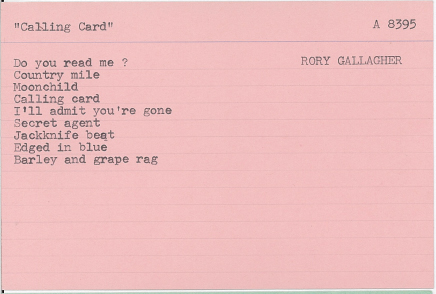 "Calling Card" A 8395
Do you read me ? RORY GALLAGHER
Country mile
Moonchild
Calling card
I'll admit you're gone
Secret agent
Jackknife beat
Edged in blue
Barley and grape rag